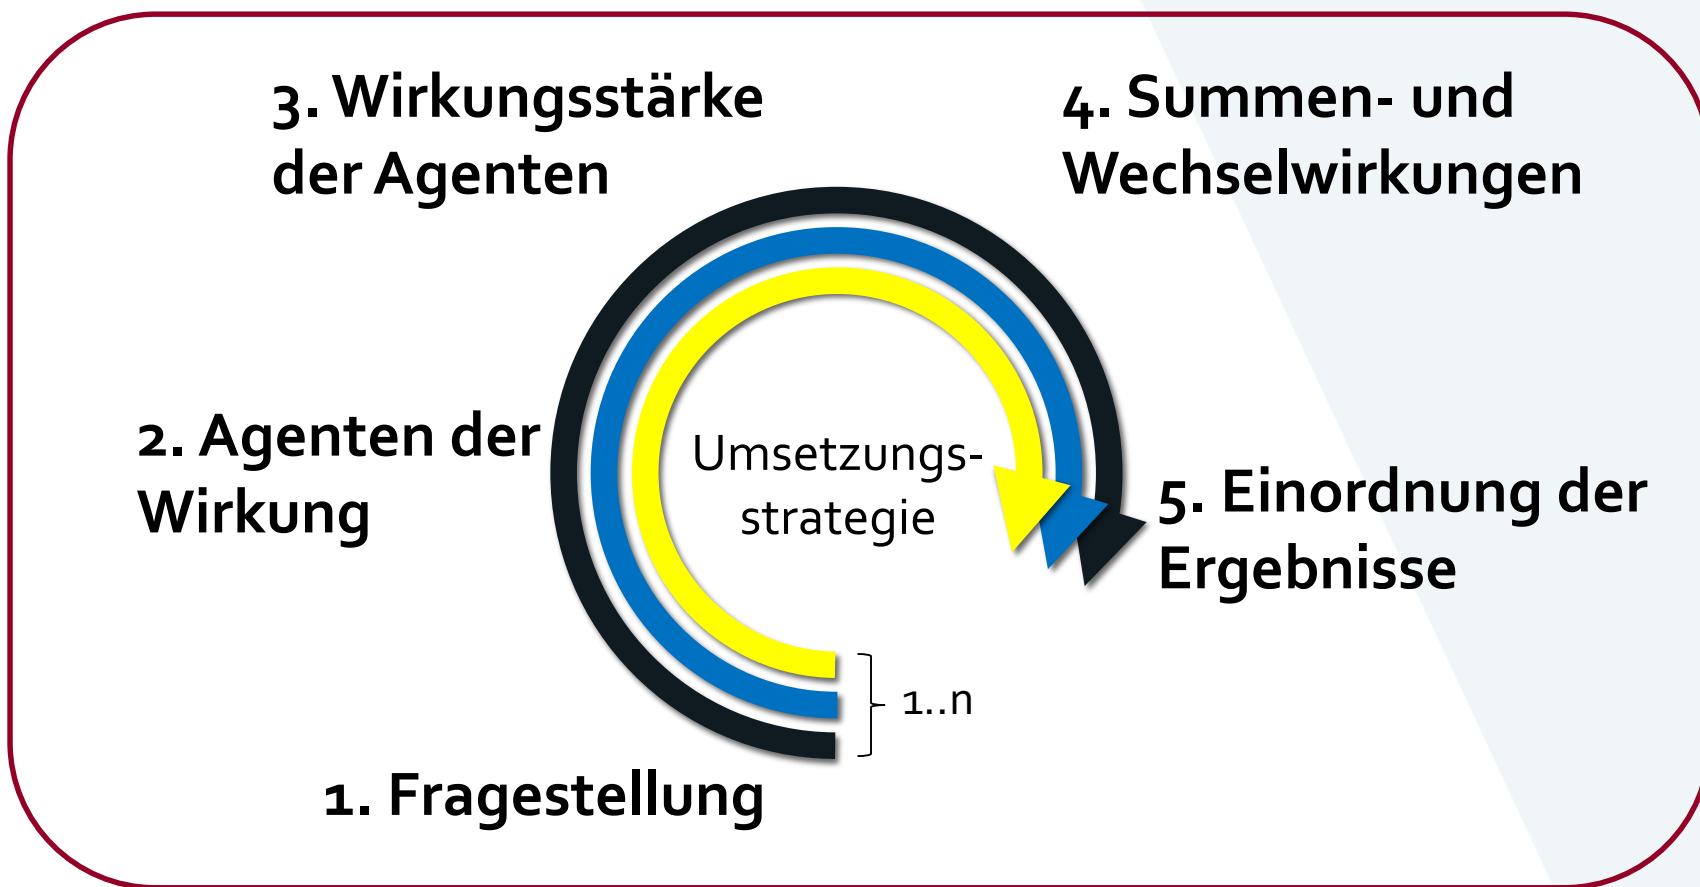 3. Wirkungsstärke
der Agenten
4. Summen- und
Wechselwirkungen
2. Agenten der
Wirkung
Umsetzungs-
strategie
5. Einordnung der
Ergebnisse
1..n
1. Fragestellung